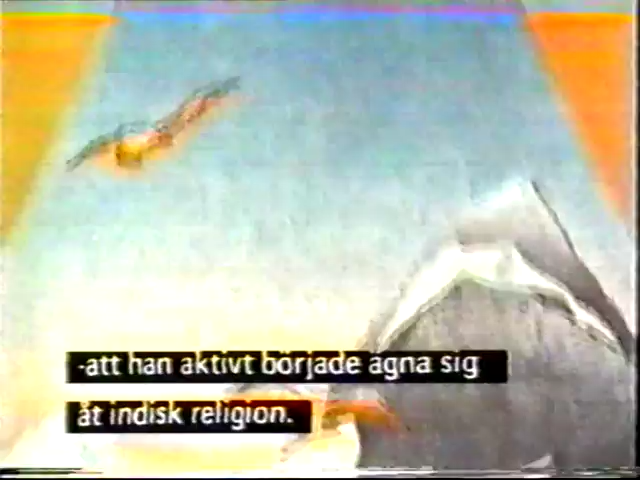 -att han aktivt började ägna sig
åt indisk religion.